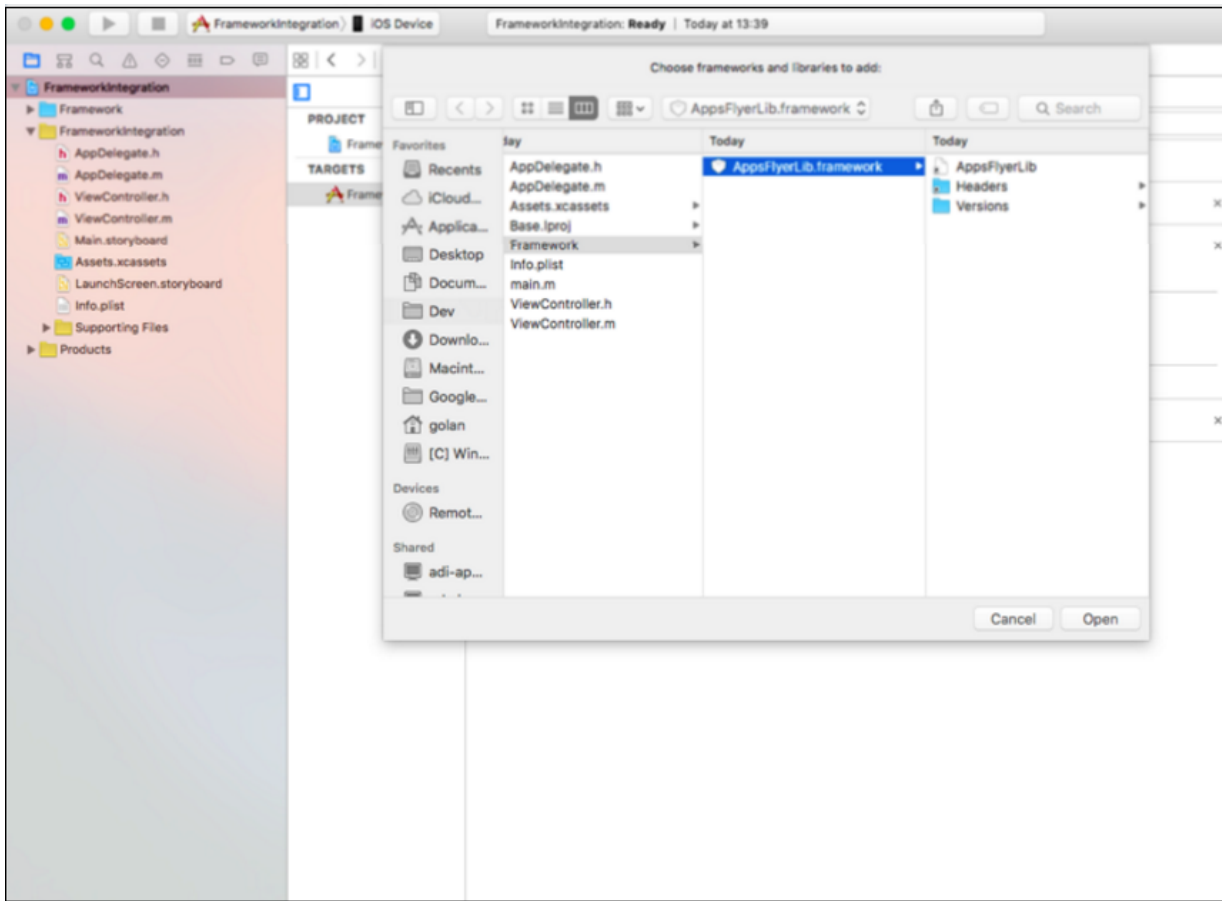 FrameworkIntegration
iOS Device
FrameworkIntegration: Ready | Today at 13:39
FrameworkIntegration
Framework
FrameworkIntegration
AppDelegate.h
AppDelegate.m
ViewController.h
ViewController.m
Main.storyboard
Assets.xcassets
LaunchScreen.storyboard
Info.plist
Supporting Files
Products
PROJECT
Frame
TARGETS
Frame
Choose frameworks and libraries to add:
AppsFlyerLib.framework
Search
Favorites
Recents
iCloud...
Applica...
Desktop
Docum...
Dev
Downlo...
Macint...
Google...
golan
[C] Win...
Devices
Remot...
Shared
adi-ap...
day
AppDelegate.h
AppDelegate.m
Assets.xcassets
Base.lproj
Framework
Info.plist
main.m
ViewController.h
ViewController.m
Today
AppsFlyerLib.framework
Today
AppsFlyerLib
Headers
Versions
Cancel
Open